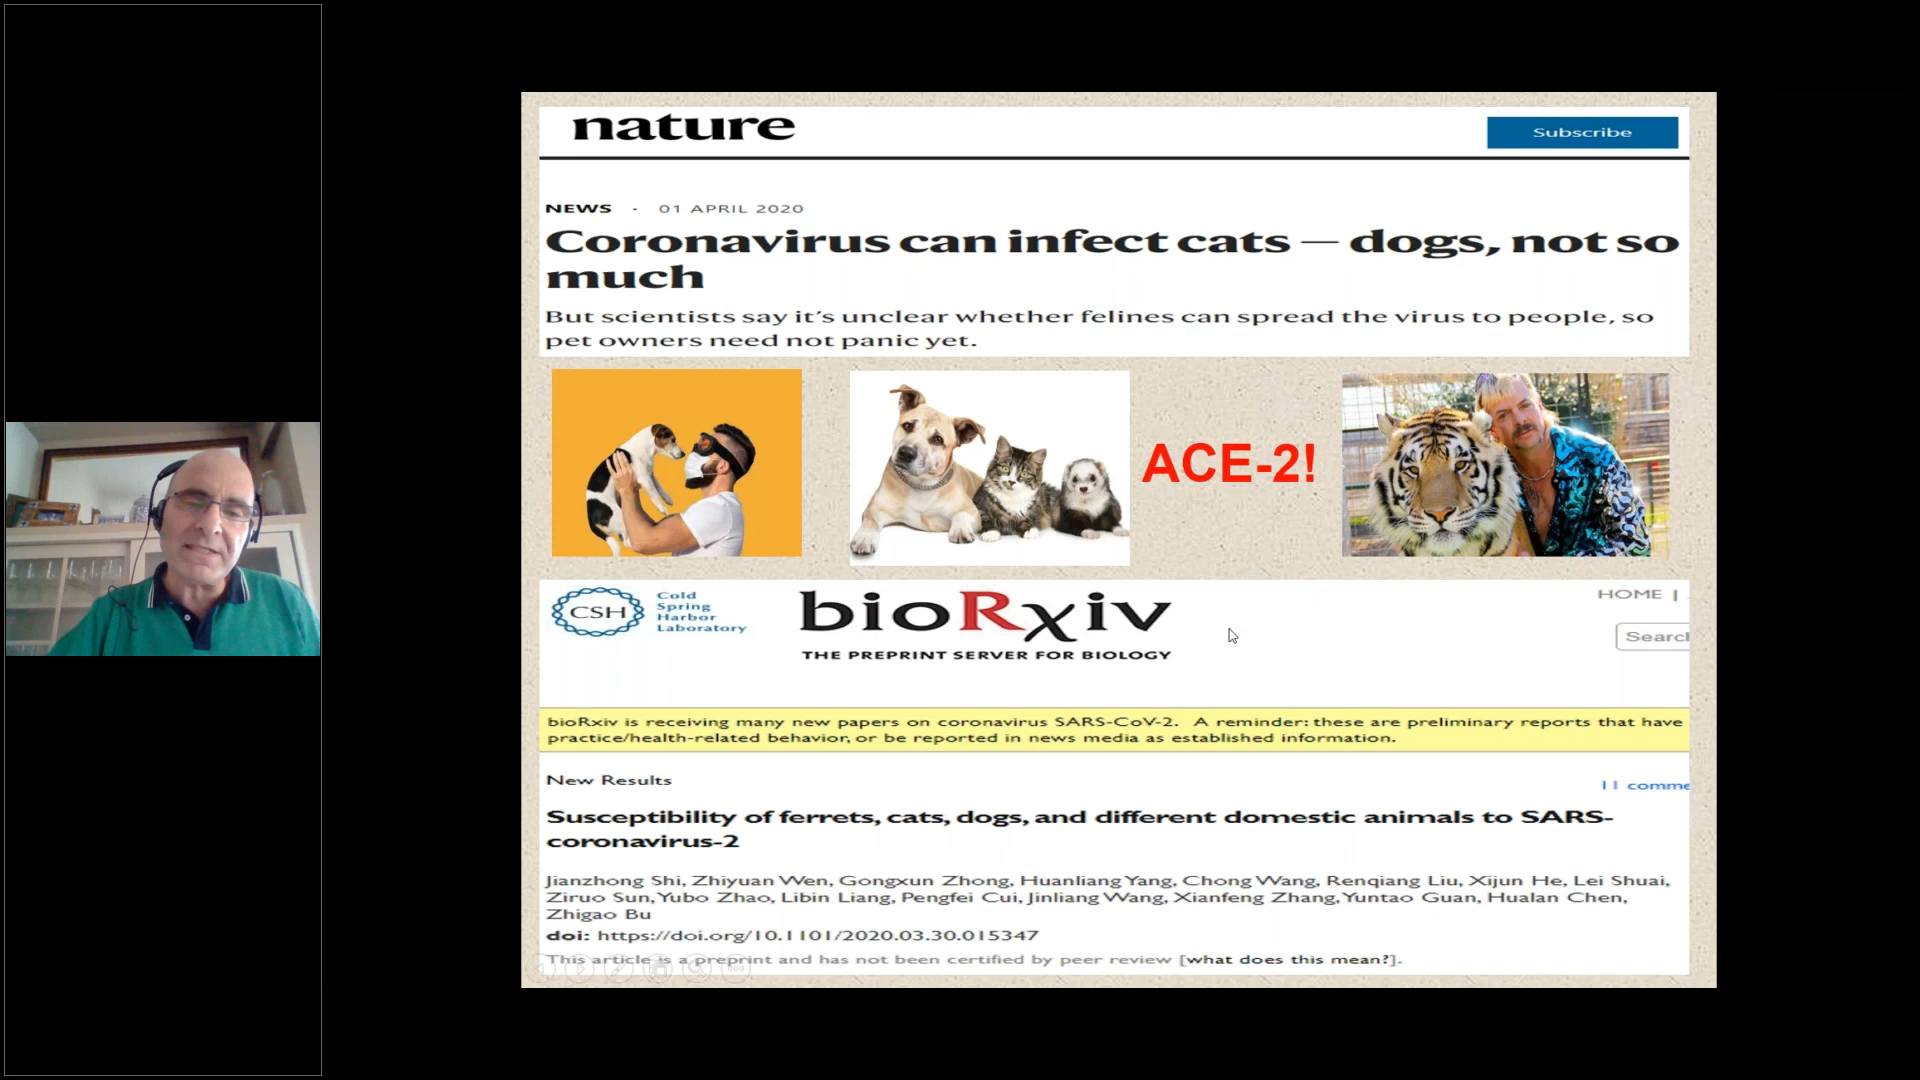 nature
Subscribe
NEWS · 01 APRIL 2020
Coronavirus can infect cats — dogs, not so
much
But scientists say it's unclear whether felines can spread the virus to people, so
pet owners need not panic yet.
ACE-2!
CSH
Cold
Spring
Harbor
Laboratory
bioRxiv
THE PREPRINT SERVER FOR BIOLOGY
HOME |
Search
bioRxiv is receiving many new papers on coronavirus SARS-CoV-2. A reminder: these are preliminary reports that have
practice/health-related behavior, or be reported in news media as established information.
New Results
11 comme
Susceptibility of ferrets, cats, dogs, and different domestic animals to SARS-
coronavirus-2
Jianzhong Shi, Zhiyuan Wen, Gongxun Zhong, Huanliang Yang, Chong Wang, Renqiang Liu, Xijun He, Lei Shuai,
Ziruo Sun, Yubo Zhao, Libin Liang, Pengfei Cui, Jinliang Wang, Xianfeng Zhang, Yuntao Guan, Hualan Chen,
Zhigao Bu
doi: https://doi.org/10.1101/2020.03.30.015347
This article is a preprint and has not been certified by peer review [what does this mean?].